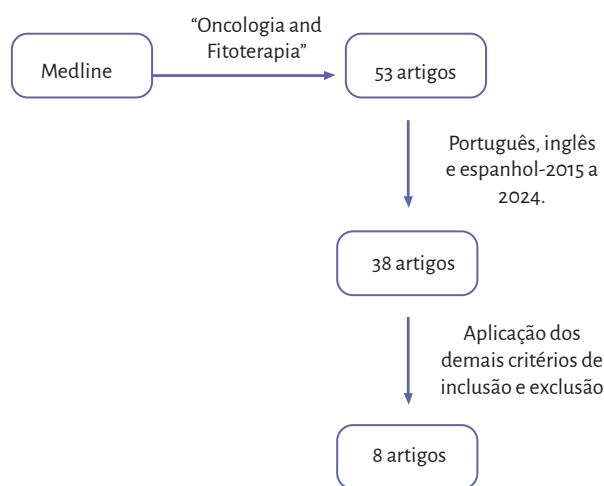 “Oncologia and
Fitoterapia”
Medline
53 artigos
Português, inglês
e espanhol-2015 a
2024.
38 artigos
Aplicação dos
demais critérios de
inclusão e exclusão
8 artigos